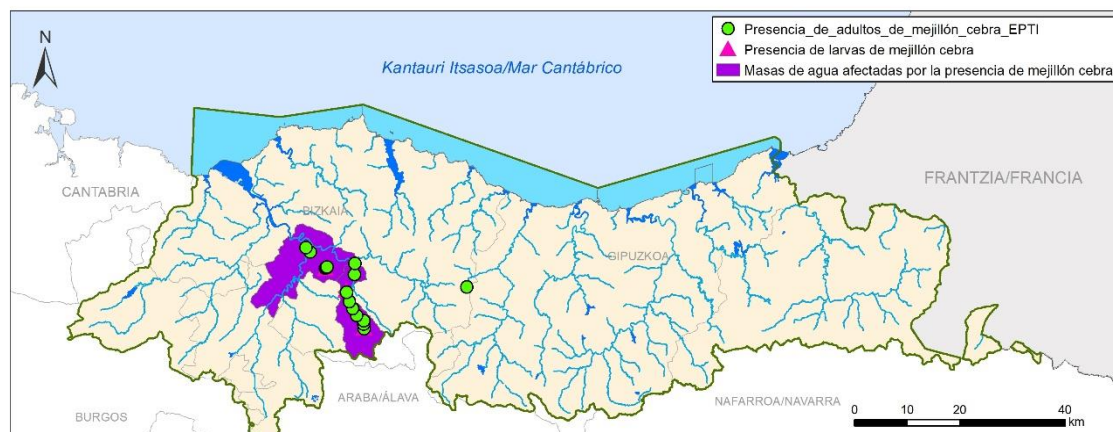 Presencia_de_adultos_de_mejillón_cebra_EPTI
Presencia de larvas de mejillón cebra
Masas de agua afectadas por la presencia de mejillón cebra
N
Kantauri Itsasoa/Mar Cantábrico
CANTABRIA
FRANTZIA/FRANCIA
BIZKAIA
GIPUZKOA
ARABA/ÁLAVA
NAFARROA/NAVARRA
BURGOS
0 10 20 40
km